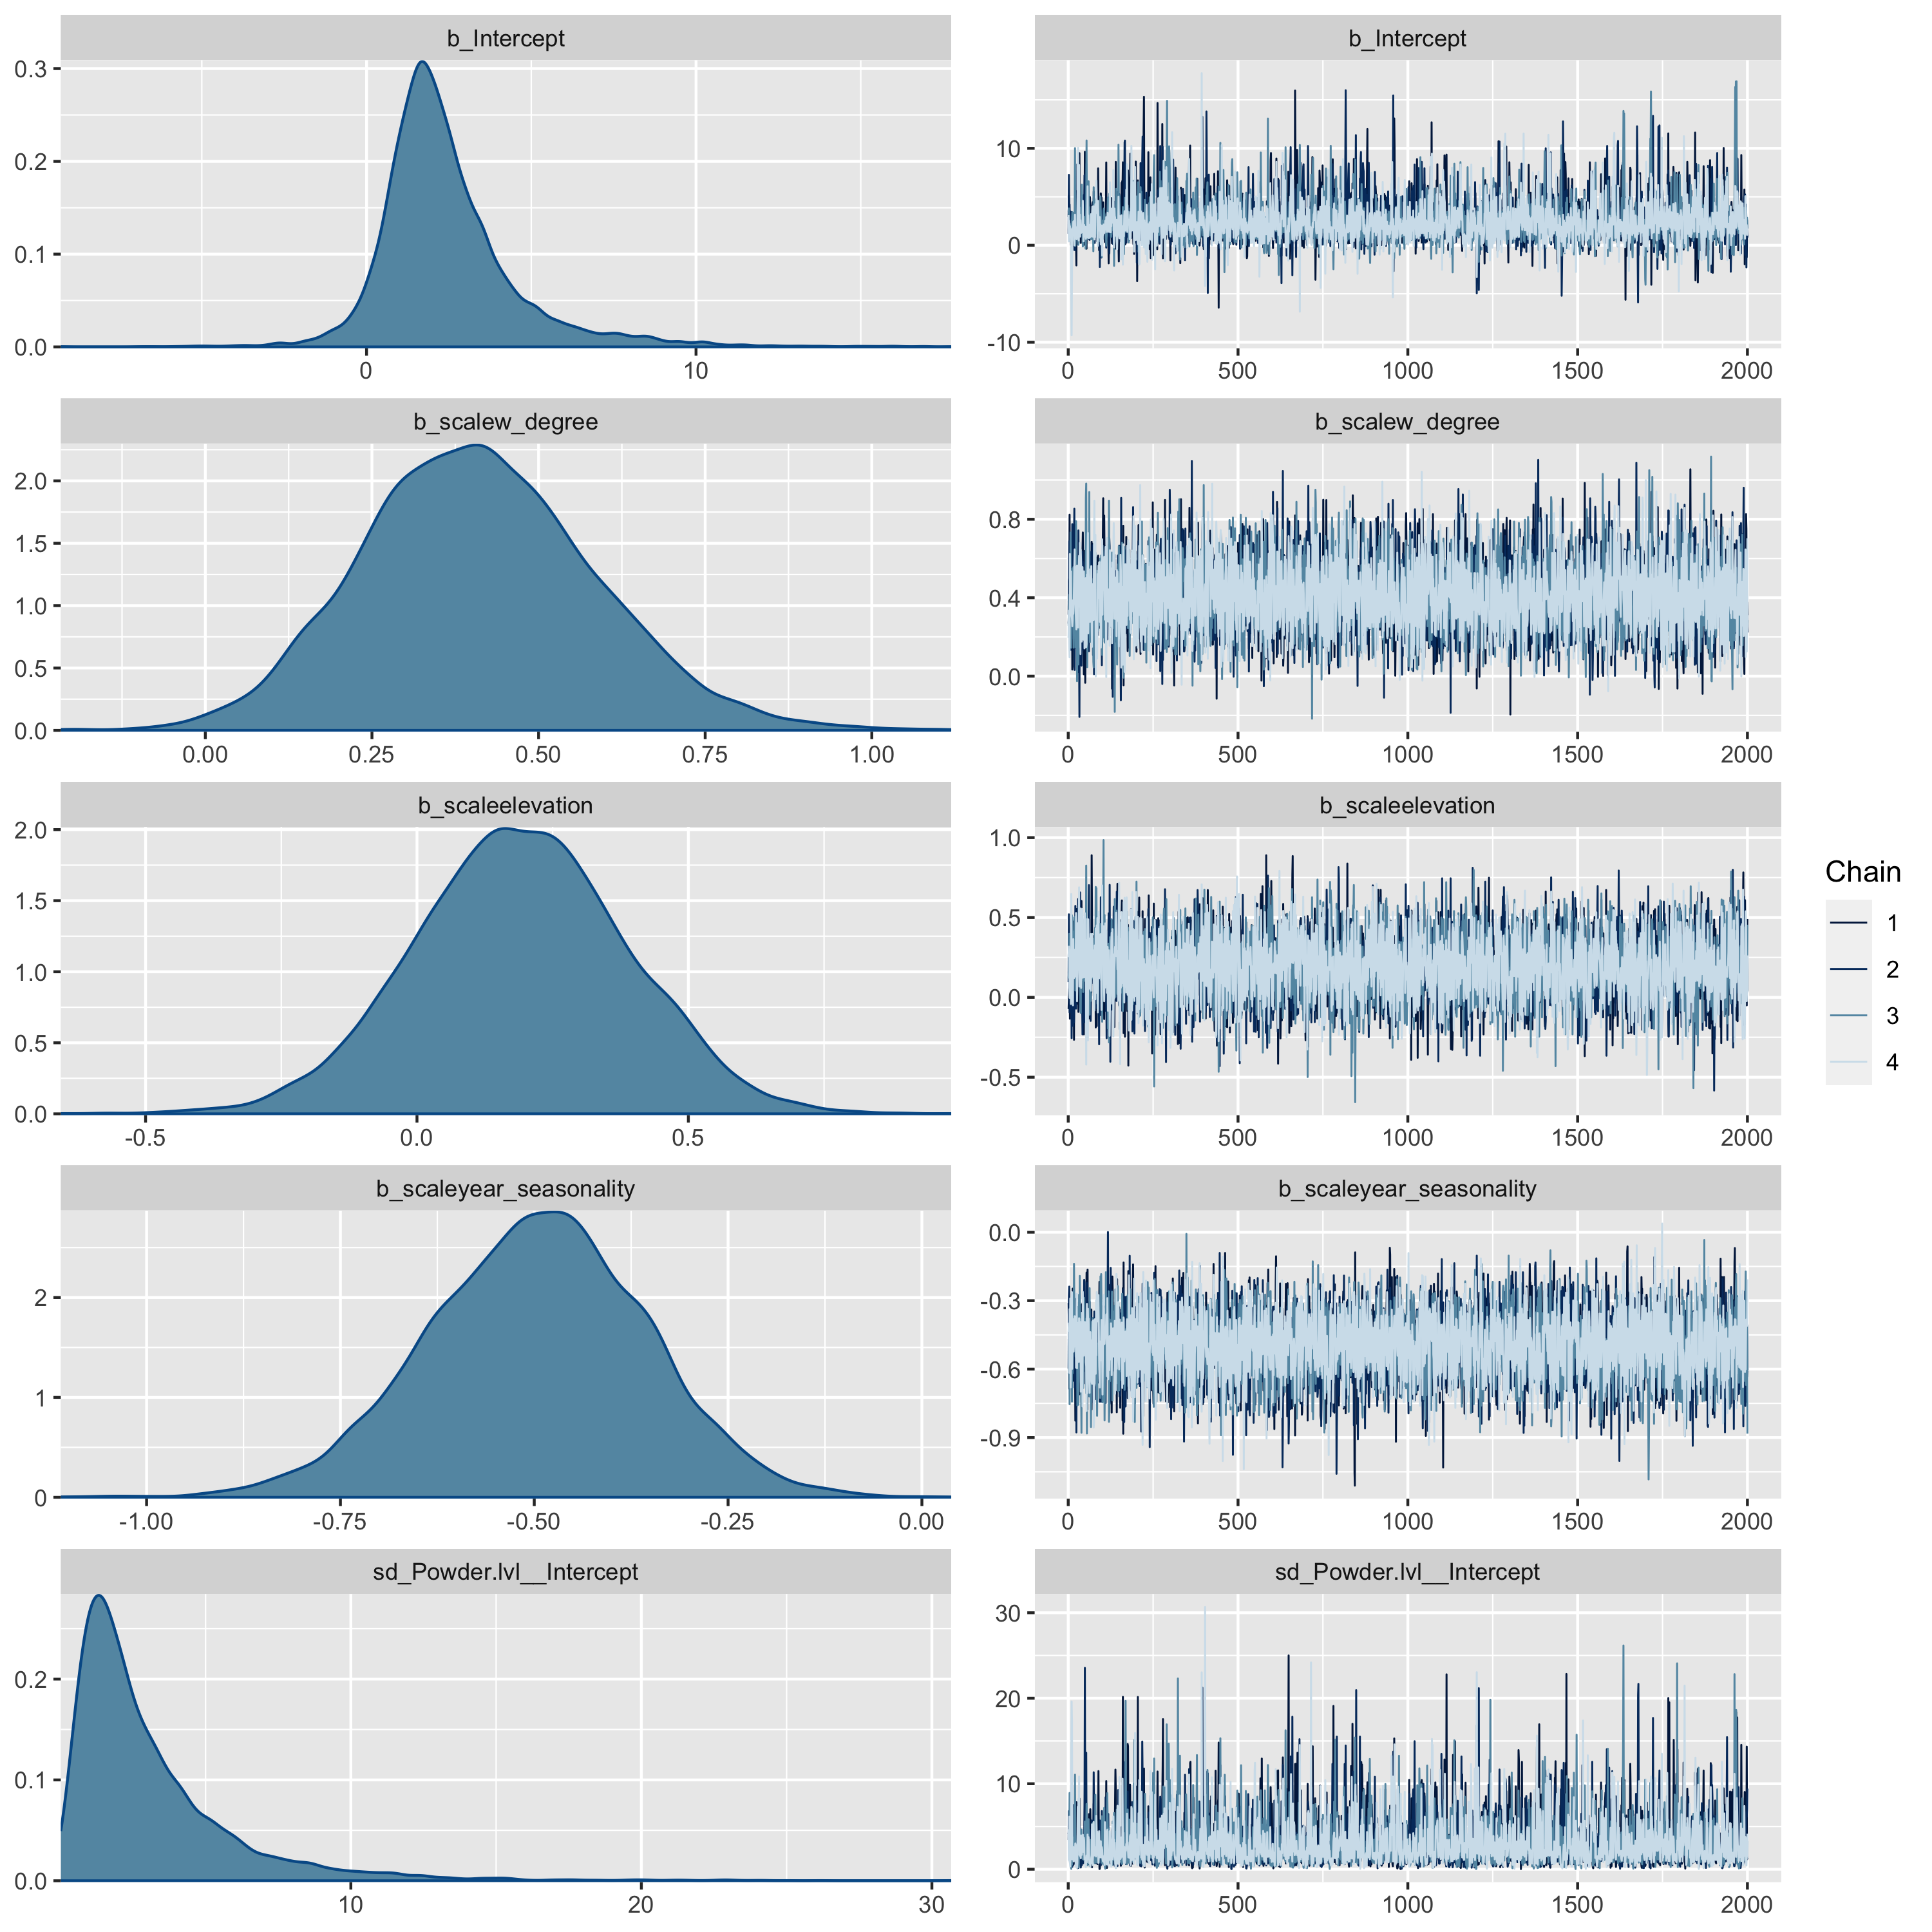 b_Intercept
b_Intercept
0.3
0.2
0.1
0.0
0 10
10
0
-10
0 500 1000 1500 2000
b_scalew_degree
b_scalew_degree
2.0
1.5
1.0
0.5
0.0
0.00 0.25 0.50 0.75 1.00
0.8
0.4
0.0
0 500 1000 1500 2000
b_scaleelevation
b_scaleelevation
2.0
1.5
1.0
0.5
0.0
-0.5 0.0 0.5
1.0
0.5
0.0
-0.5
0 500 1000 1500 2000
b_scaleyear_seasonality
b_scaleyear_seasonality
2
1
0
-1.00 -0.75 -0.50 -0.25 0.00
0.0
-0.3
-0.6
-0.9
0 500 1000 1500 2000
sd_Powder.lvl__Intercept
sd_Powder.lvl__Intercept
0.2
0.1
0.0
10 20 30
30
20
10
0
0 500 1000 1500 2000
Chain
1
2
3
4